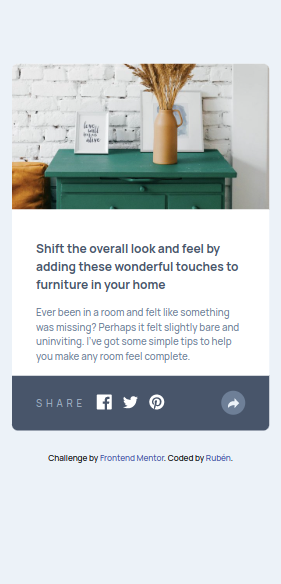 Shift the overall look and feel by
adding these wonderful touches to
furniture in your home
Ever been in a room and felt like something
was missing? Perhaps it felt slightly bare and
uninviting. I've got some simple tips to help
you make any room feel complete.
SHARE
Challenge by Frontend Mentor. Coded by Rubén.